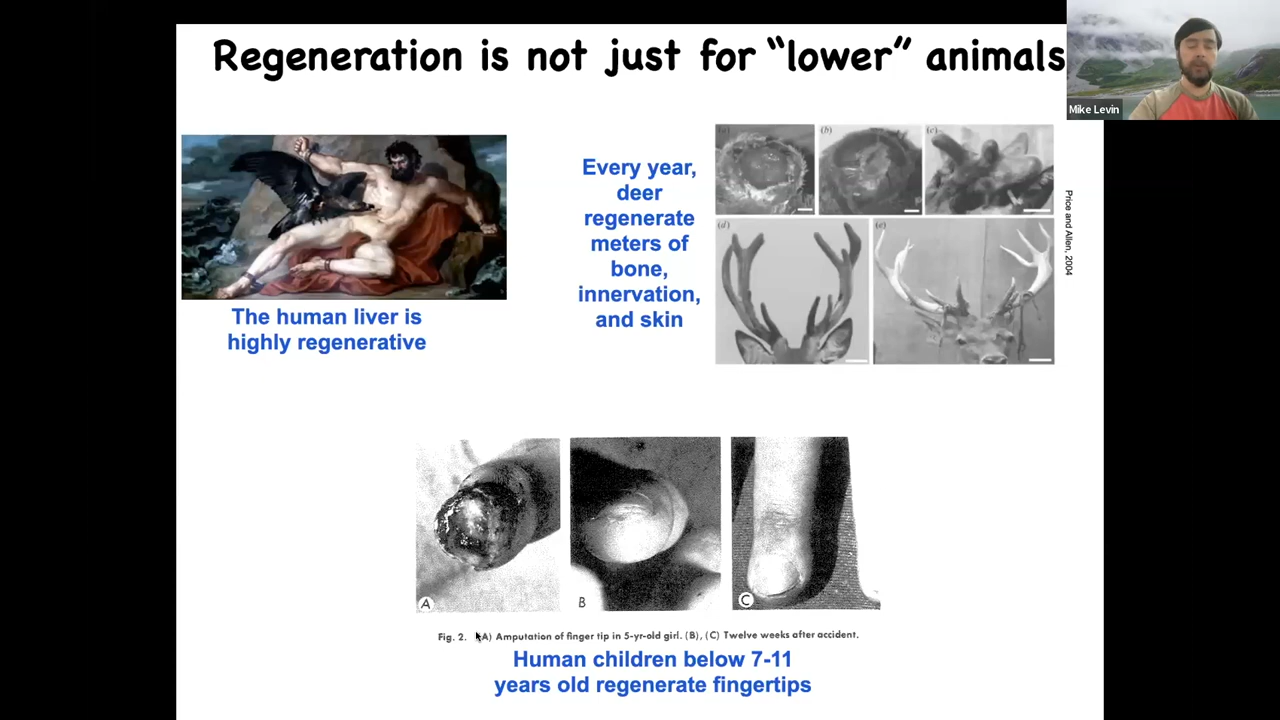 Regeneration is not just for “lower” animals
Mike Levin
The human liver is
highly regenerative
Every year,
deer
regenerate
meters of
bone,
innervation,
and skin
(a)
(b)
(c)
(d)
(e)
Price and Allen, 2004
A
B
C
Fig. 2. (A) Amputation of finger tip in 5-yr-old girl. (B), (C) Twelve weeks after accident.
Human children below 7-11
years old regenerate fingertips